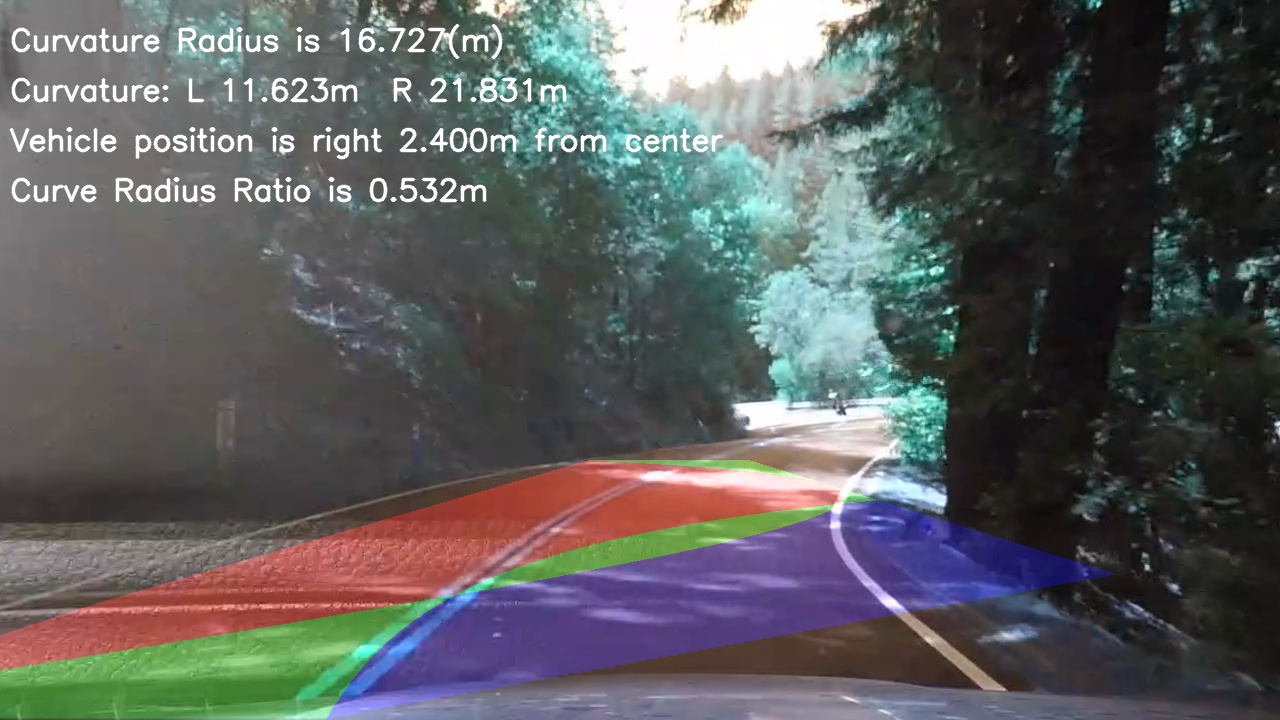 Curvature Radius is 16.727(m)
Curvature: L 11.623m R 21.831m
Vehicle position is right 2.400m from center
Curve Radius Ratio is 0.532m